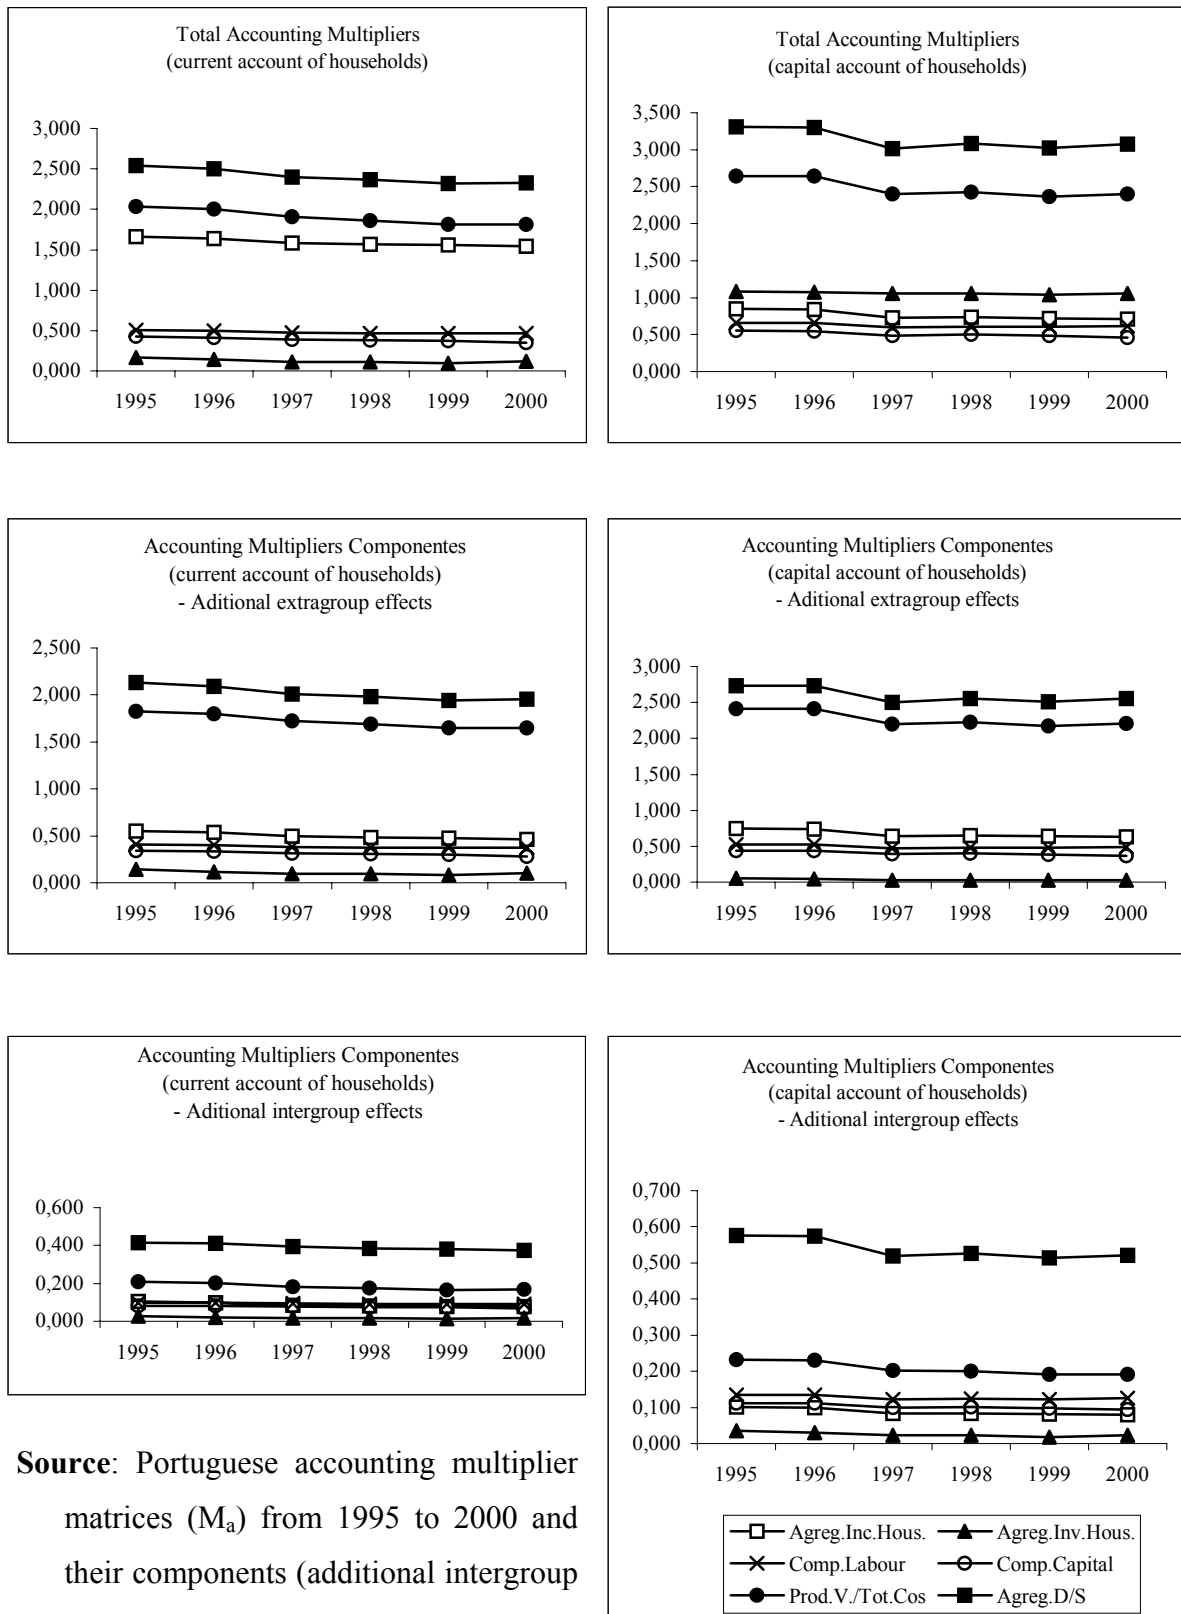 Total Accounting Multipliers
(current account of households)
3,000
2,500
2,000
1,500
1,000
0,500
0,000
1995 1996 1997 1998 1999 2000
Total Accounting Multipliers
(capital account of households)
3,500
3,000
2,500
2,000
1,500
1,000
0,500
0,000
1995 1996 1997 1998 1999 2000
Accounting Multipliers Componentes
(current account of households)
- Aditional extragroup effects
2,500
2,000
1,500
1,000
0,500
0,000
1995 1996 1997 1998 1999 2000
Accounting Multipliers Componentes
(capital account of households)
- Aditional extragroup effects
3,000
2,500
2,000
1,500
1,000
0,500
0,000
1995 1996 1997 1998 1999 2000
Accounting Multipliers Componentes
(current account of households)
- Aditional intergroup effects
0,600
0,400
0,200
0,000
1995 1996 1997 1998 1999 2000
Accounting Multipliers Componentes
(capital account of households)
- Aditional intergroup effects
0,700
0,600
0,500
0,400
0,300
0,200
0,100
0,000
1995 1996 1997 1998 1999 2000
Agreg.Inc.Hous. Agreg.Inv.Hous.
Comp.Labour Comp.Capital
Prod.V./Tot.Cos Agreg.D/S
Source: Portuguese accounting multiplier
matrices (Ma) from 1995 to 2000 and
their components (additional intergroup